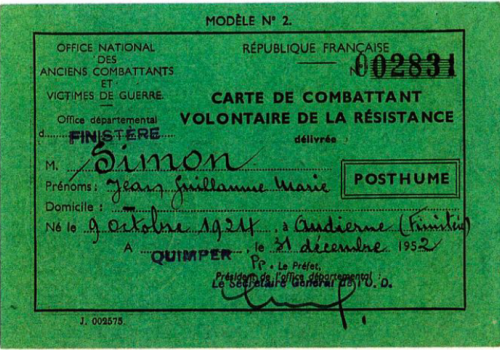 MODÈLE N° 2.
OFFICE NATIONAL
DES
ANCIENS COMBATTANTS
ET
VICTIMES DE GUERRE.
Office départemental
d FINISTÈRE
RÉPUBLIQUE FRANÇAISE
N° 002831
CARTE DE COMBATTANT
VOLONTAIRE DE LA RÉSISTANCE
délivrée :
M. Simon
Prénoms : Jean Guillaume Marie
POSTHUME
Domicile :
Né le 9 octobre 1924, à Audierne (Finistère)
A QUIMPER, le 31 décembre 1952
Pp. Le Préfet,
Président de l'office départemental :
Le Secrétaire Général de l'O.D.
J. 002575.